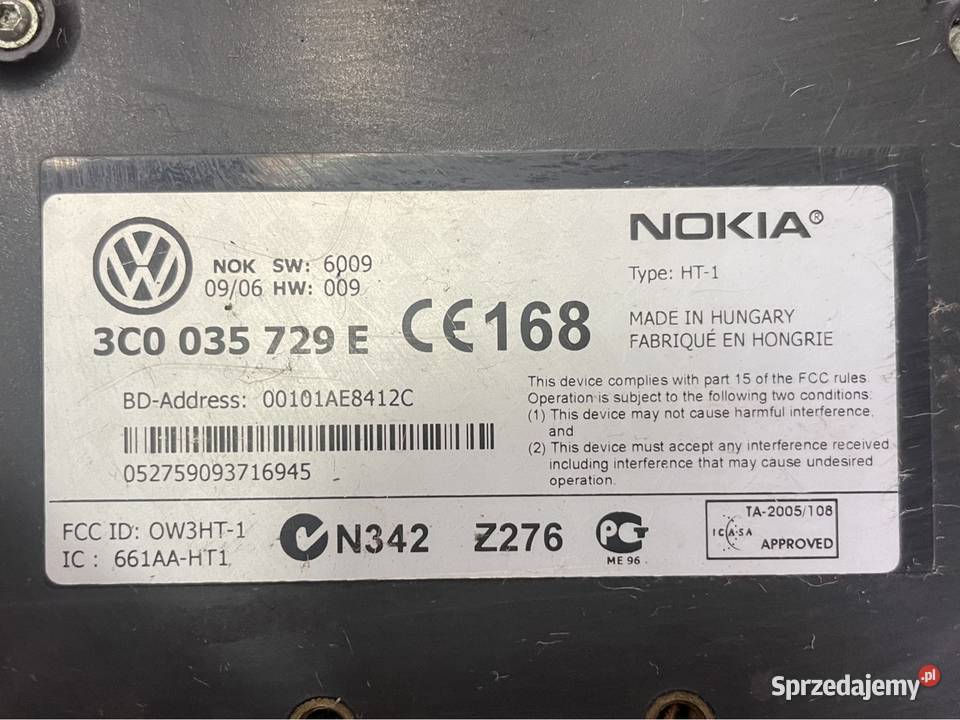 NOKIA®
NOK SW: 6009
09/06 HW: 009
Type: HT-1
3C0 035 729 E CE168
MADE IN HUNGARY
FABRIQUÉ EN HONGRIE
BD-Address: 00101AE8412C
052759093716945
This device complies with part 15 of the FCC rules.
Operation is subject to the following two conditions:
(1) This device may not cause harmful interference,
and
(2) This device must accept any interference received
including interference that may cause undesired
operation.
FCC ID: OW3HT-1
IC : 661AA-HT1
N342
Z276
PCT
ME 96
TA-2005/108
ICASA
APPROVED
Sprzedajemy.pl